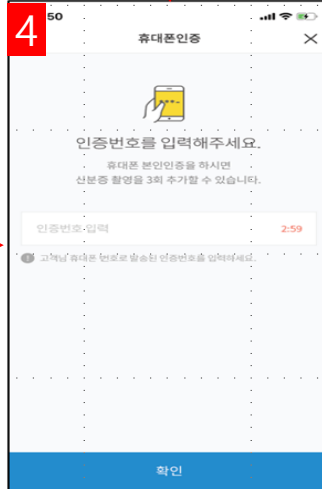 4
50
휴대폰인증
인증번호를 입력해주세요.
휴대폰 본인인증을 하시면
신분증 촬영을 3회 추가할 수 있습니다.
인증번호 입력
2:59
고객님 휴대폰 번호로 발송된 인증번호를 입력하세요.
확인